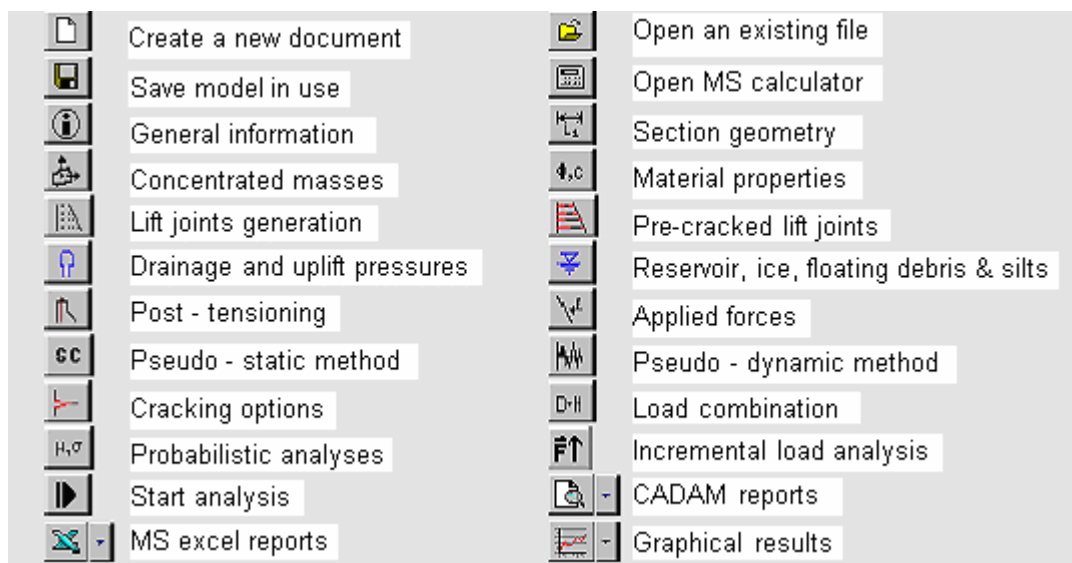 Create a new document
Open an existing file
Save model in use
Open MS calculator
General information
Section geometry
Concentrated masses
Φ,C Material properties
Lift joints generation
Pre-cracked lift joints
Drainage and uplift pressures
Reservoir, ice, floating debris & silts
Post - tensioning
Applied forces
SC Pseudo - static method
Pseudo - dynamic method
Cracking options
D+H Load combination
μ,σ Probabilistic analyses
F↑ Incremental load analysis
Start analysis
CADAM reports
MS excel reports
Graphical results